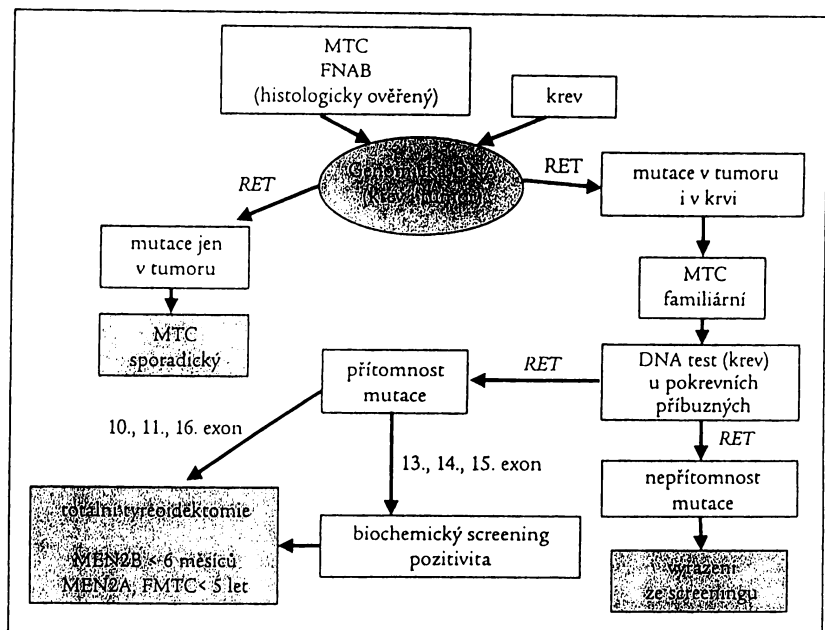 MTC
FNAB
(histologicky ověřený)
krev
RET
RET
mutace v tumoru
i v krvi
mutace jen
v tumoru
MTC
familiární
MTC
sporadický
DNA test (krev)
u pokrevních
příbuzných
RET
přítomnost
mutace
RET
10., 11., 16. exon
13., 14., 15. exon
nepřítomnost
mutace
totální tyreoidektomie
MEN2B < 6 měsíců
MEN2A, FMTC < 5 let
biochemický screening
pozitivita
vyřazení
ze screeningu